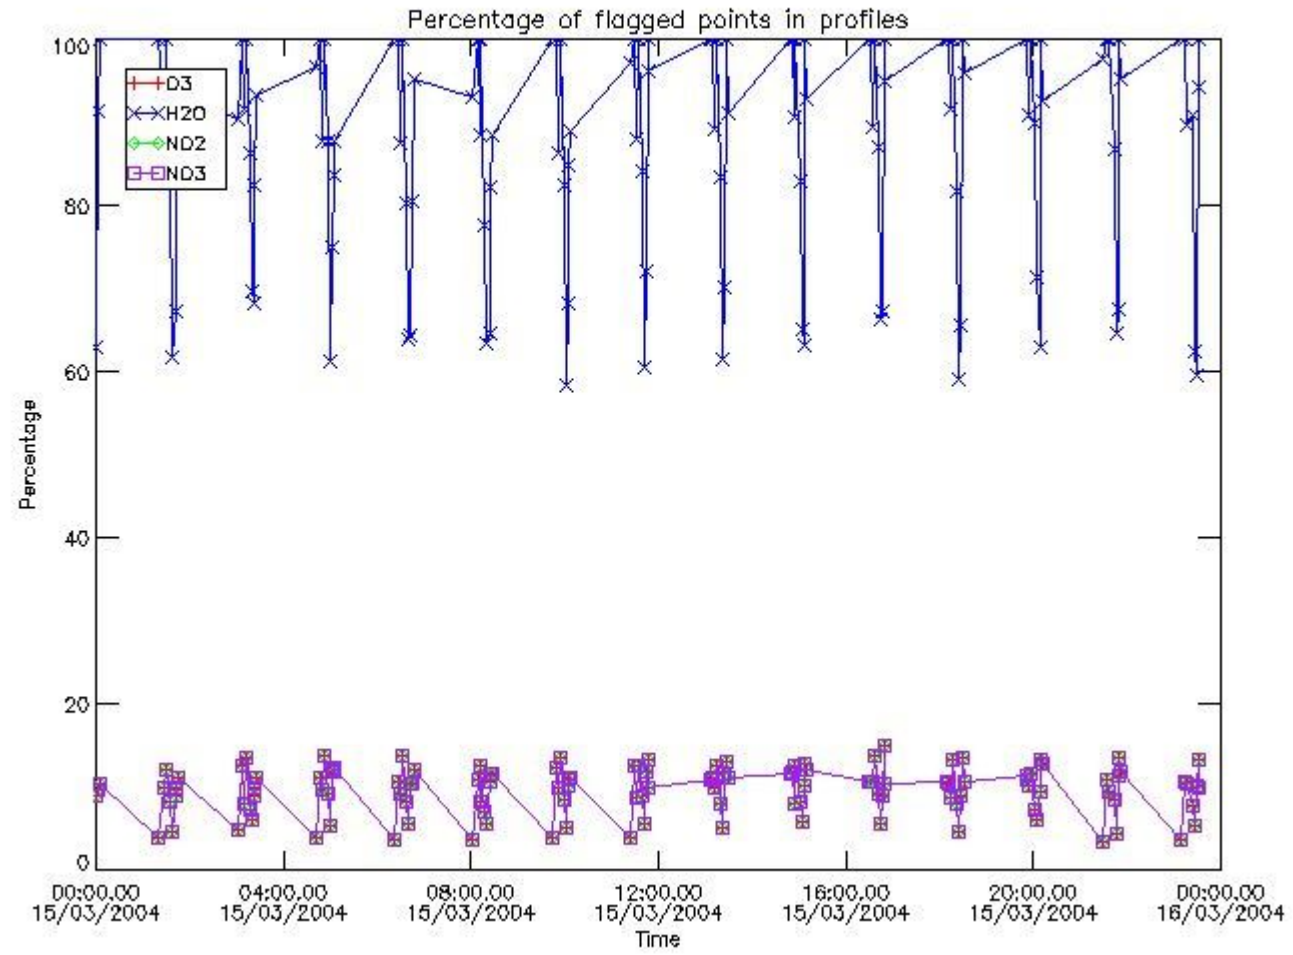 Percentage of flagged points in profiles
100
80
60
40
20
0
O3
H2O
NO2
NO3
Percentage
00:00.00 04:00.00 08:00.00 12:00.00 16:00.00 20:00.00 00:00.00
15/03/2004 15/03/2004 15/03/2004 15/03/2004 15/03/2004 15/03/2004 16/03/2004
Time